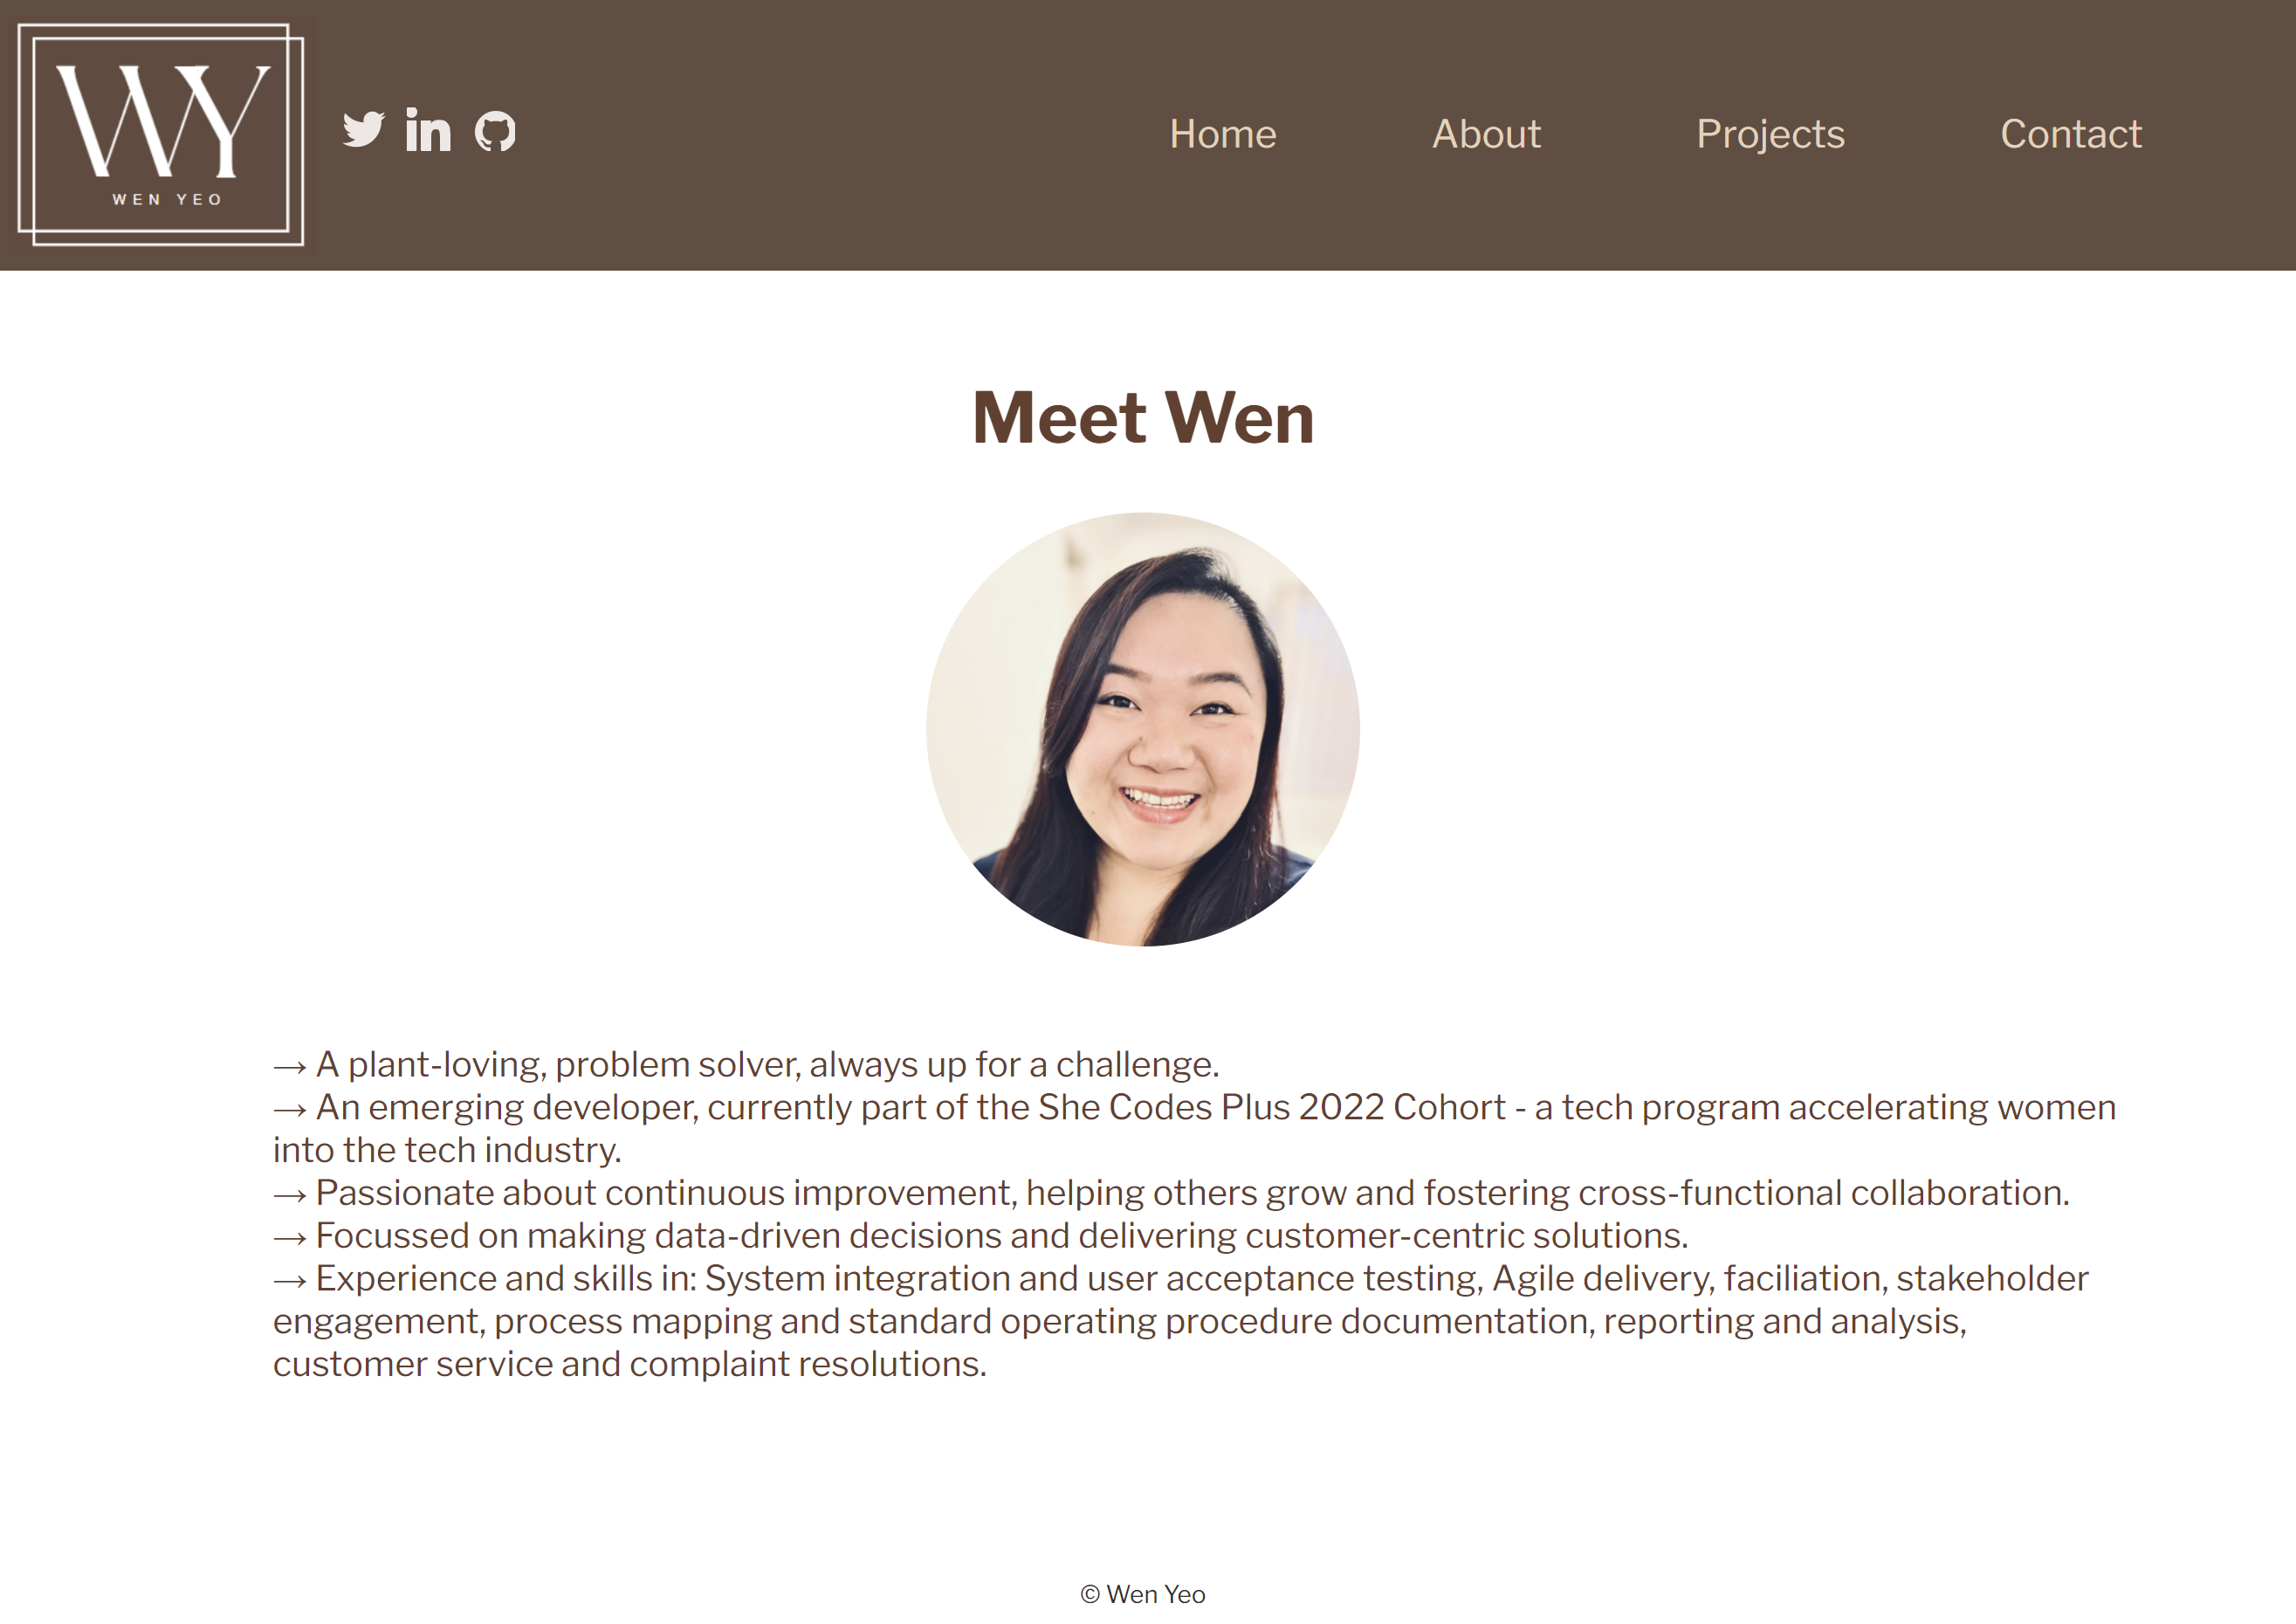 WY
WEN YEO
in
Home About Projects Contact
Meet Wen
→ A plant-loving, problem solver, always up for a challenge.
→ An emerging developer, currently part of the She Codes Plus 2022 Cohort - a tech program accelerating women
into the tech industry.
→ Passionate about continuous improvement, helping others grow and fostering cross-functional collaboration.
→ Focussed on making data-driven decisions and delivering customer-centric solutions.
→ Experience and skills in: System integration and user acceptance testing, Agile delivery, faciliation, stakeholder
engagement, process mapping and standard operating procedure documentation, reporting and analysis,
customer service and complaint resolutions.
© Wen Yeo